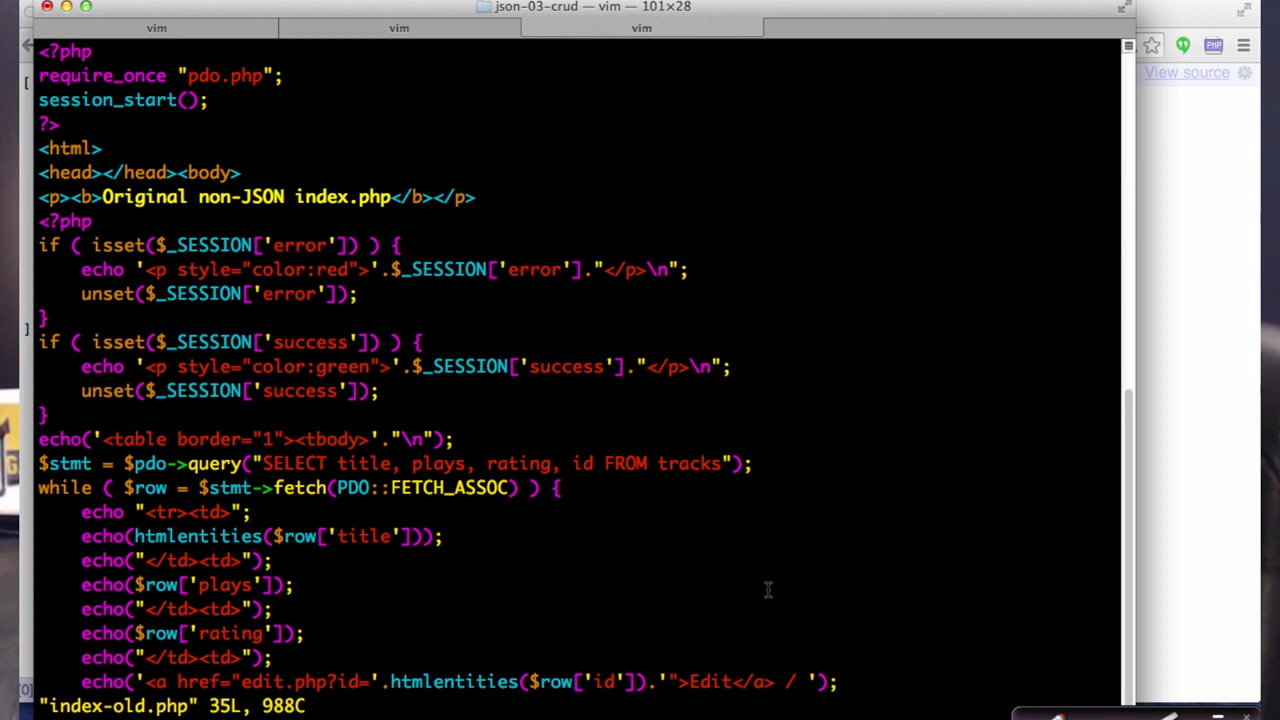 json-03-crud — vim — 101×28
vim vim vim
<?php
require_once "pdo.php";
session_start();
?>
<html>
<head></head><body>
<p><b>Original non-JSON index.php</b></p>
<?php
if ( isset($_SESSION['error']) ) {
    echo '<p style="color:red">'.$_SESSION['error']."</p>\n";
    unset($_SESSION['error']);
}
if ( isset($_SESSION['success']) ) {
    echo '<p style="color:green">'.$_SESSION['success']."</p>\n";
    unset($_SESSION['success']);
}
echo('<table border="1"><tbody>'."\n");
$stmt = $pdo->query("SELECT title, plays, rating, id FROM tracks");
while ( $row = $stmt->fetch(PDO::FETCH_ASSOC) ) {
    echo "<tr><td>";
    echo(htmlentities($row['title']));
    echo("</td><td>");
    echo($row['plays']);
    echo("</td><td>");
    echo($row['rating']);
    echo("</td><td>");
    echo('<a href="edit.php?id='.htmlentities($row['id']).'">Edit</a> / ');
"index-old.php" 35L, 988C
[
]
[0]
PHP
View source